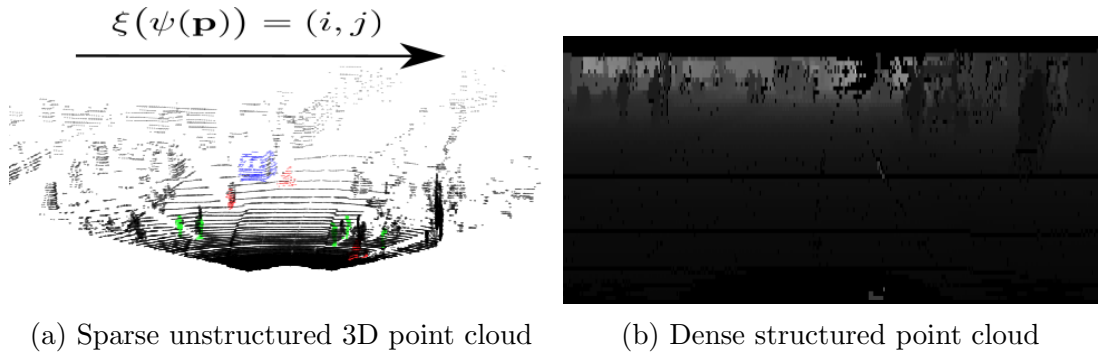 ξ(ψ(𝐩)) = (i, j)
(a) Sparse unstructured 3D point cloud
(b) Dense structured point cloud